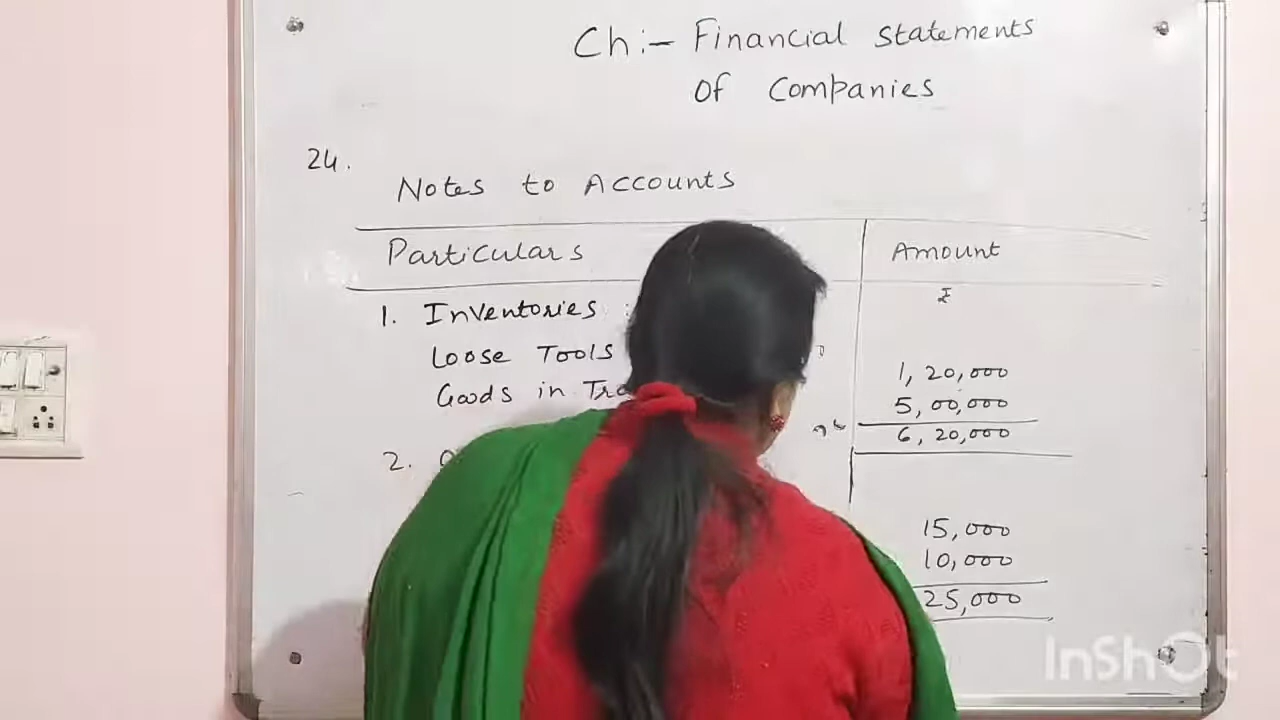 Ch:- Financial Statements
Of Companies
24.
Notes to Accounts
Particulars Amount
₹
1. Inventories :
Loose Tools 1,20,000
Goods in 5,00,000
6,20,000
2.
15,000
10,000
25,000
InShOt